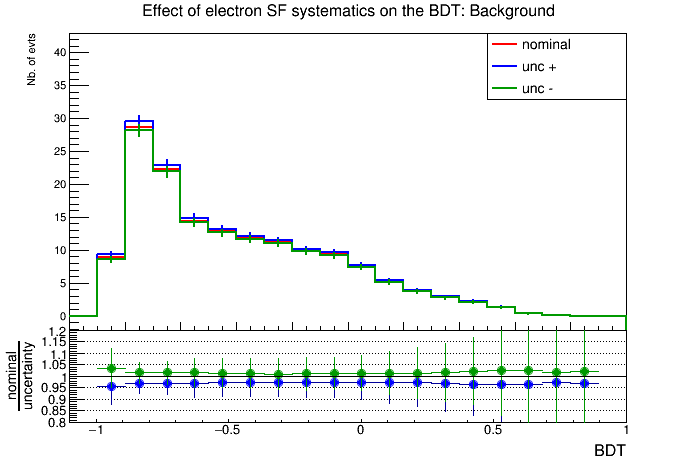 Effect of electron SF systematics on the BDT: Background
Nb. of evts
40
35
30
25
20
15
10
5
0
nominal
unc +
unc -
nominal
uncertainty
1.2
1.15
1.1
1.05
1
0.95
0.9
0.85
0.8
−1
−0.5
0
0.5
1
BDT